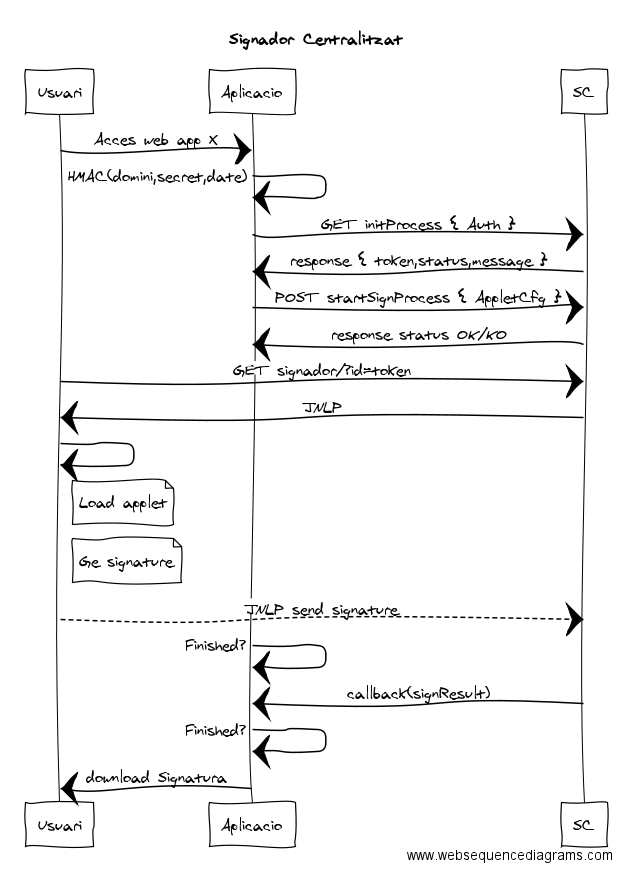 Signador Centralitzat
Usuari
Aplicacio
SC
Acces web app X
HMAC(domini,secret,date)
GET initProcess { Auth }
response { token,status,message }
POST startSignProcess { AppletCfg }
response status OK/KO
GET signador/?id=token
JNLP
Load applet
Ge signature
JNLP send signature
Finished?
callback(signResult)
Finished?
download Signatura
Usuari
Aplicacio
SC
www.websequencediagrams.com